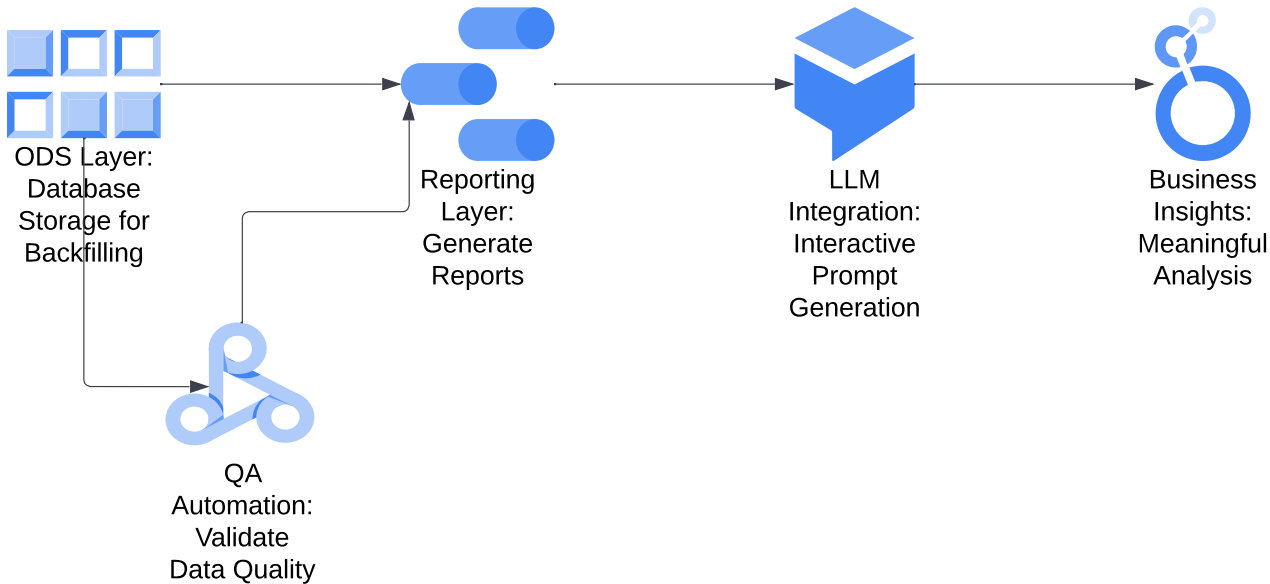 ODS Layer:
Database
Storage for
Backfilling
Reporting
Layer:
Generate
Reports
LLM
Integration:
Interactive
Prompt
Generation
Business
Insights:
Meaningful
Analysis
QA
Automation:
Validate
Data Quality